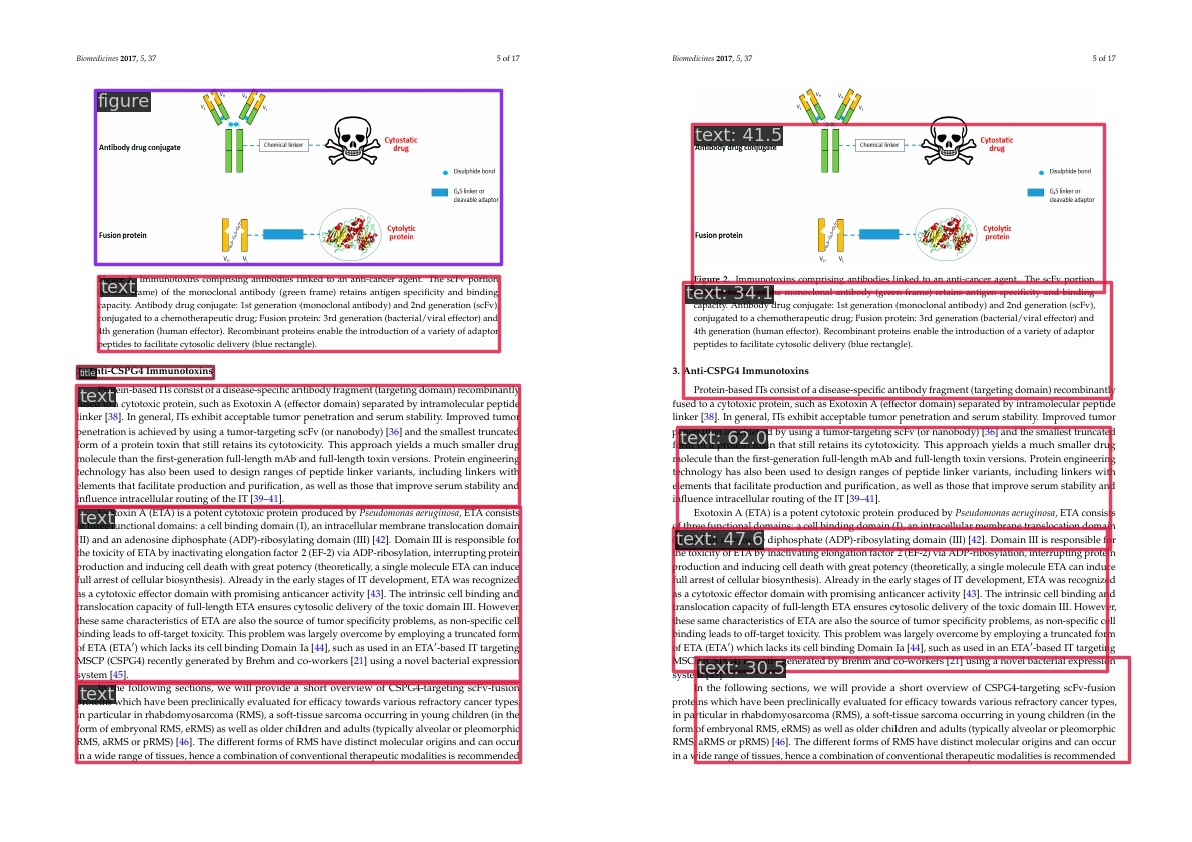 Biomedicines 2017, 5, 37
5 of 17
figure
VH VH
VL VL
Antibody drug conjugate
Chemical linker
Cytostatic
drug
Disulphide bond
G4S linker or
cleavable adaptor
Fusion protein
Cytolytic
protein
VH VL
text
Immunotoxins comprising antibodies linked to an anti-cancer agent. The scFv portion
of the monoclonal antibody (green frame) retains antigen specificity and binding
capacity. Antibody drug conjugate: 1st generation (monoclonal antibody) and 2nd generation (scFv),
conjugated to a chemotherapeutic drug; Fusion protein: 3rd generation (bacterial/viral effector) and
4th generation (human effector). Recombinant proteins enable the introduction of a variety of adaptor
peptides to facilitate cytosolic delivery (blue rectangle).
title
Anti-CSPG4 Immunotoxins
text
Protein-based ITs consist of a disease-specific antibody fragment (targeting domain) recombinantly
fused to a cytotoxic protein, such as Exotoxin A (effector domain) separated by intramolecular peptide
linker [38]. In general, ITs exhibit acceptable tumor penetration and serum stability. Improved tumor
penetration is achieved by using a tumor-targeting scFv (or nanobody) [36] and the smallest truncated
form of a protein toxin that still retains its cytotoxicity. This approach yields a much smaller drug
molecule than the first-generation full-length mAb and full-length toxin versions. Protein engineering
technology has also been used to design ranges of peptide linker variants, including linkers with
elements that facilitate production and purification, as well as those that improve serum stability and
influence intracellular routing of the IT [39–41].
text
Exotoxin A (ETA) is a potent cytotoxic protein produced by Pseudomonas aeruginosa, ETA consists
functional domains: a cell binding domain (I), an intracellular membrane translocation domain
(II) and an adenosine diphosphate (ADP)-ribosylating domain (III) [42]. Domain III is responsible for
the toxicity of ETA by inactivating elongation factor 2 (EF-2) via ADP-ribosylation, interrupting protein
production and inducing cell death with great potency (theoretically, a single molecule ETA can induce
full arrest of cellular biosynthesis). Already in the early stages of IT development, ETA was recognized
as a cytotoxic effector domain with promising anticancer activity [43]. The intrinsic cell binding and
translocation capacity of full-length ETA ensures cytosolic delivery of the toxic domain III. However,
these same characteristics of ETA are also the source of tumor specificity problems, as non-specific cell
binding leads to off-target toxicity. This problem was largely overcome by employing a truncated form
of ETA (ETA′) which lacks its cell binding Domain Ia [44], such as used in an ETA′-based IT targeting
MSCP (CSPG4) recently generated by Brehm and co-workers [21] using a novel bacterial expression
system [45].
text
In the following sections, we will provide a short overview of CSPG4-targeting scFv-fusion
proteins which have been preclinically evaluated for efficacy towards various refractory cancer types,
in particular in rhabdomyosarcoma (RMS), a soft-tissue sarcoma occurring in young children (in the
form of embryonal RMS, eRMS) as well as older children and adults (typically alveolar or pleomorphic
RMS, aRMS or pRMS) [46]. The different forms of RMS have distinct molecular origins and can occur
in a wide range of tissues, hence a combination of conventional therapeutic modalities is recommended
Biomedicines 2017, 5, 37
5 of 17
VH VH
VL VL
text: 41.5
Antibody drug conjugate
Chemical linker
Cytostatic
drug
Disulphide bond
G4S linker or
cleavable adaptor
Fusion protein
Cytolytic
protein
VH VL
Figure 2. Immunotoxins comprising antibodies linked to an anti-cancer agent. The scFv portion
text: 34.1
monoclonal antibody (green frame) retains antigen specificity and binding
capacity. Antibody drug conjugate: 1st generation (monoclonal antibody) and 2nd generation (scFv),
conjugated to a chemotherapeutic drug; Fusion protein: 3rd generation (bacterial/viral effector) and
4th generation (human effector). Recombinant proteins enable the introduction of a variety of adaptor
peptides to facilitate cytosolic delivery (blue rectangle).
3. Anti-CSPG4 Immunotoxins
Protein-based ITs consist of a disease-specific antibody fragment (targeting domain) recombinantly
fused to a cytotoxic protein, such as Exotoxin A (effector domain) separated by intramolecular peptide
linker [38]. In general, ITs exhibit acceptable tumor penetration and serum stability. Improved tumor
text: 62.0
by using a tumor-targeting scFv (or nanobody) [36] and the smallest truncated
that still retains its cytotoxicity. This approach yields a much smaller drug
molecule than the first-generation full-length mAb and full-length toxin versions. Protein engineering
technology has also been used to design ranges of peptide linker variants, including linkers with
elements that facilitate production and purification, as well as those that improve serum stability and
influence intracellular routing of the IT [39–41].
Exotoxin A (ETA) is a potent cytotoxic protein produced by Pseudomonas aeruginosa, ETA consists
of three functional domains: a cell binding domain (I), an intracellular membrane translocation domain
text: 47.6
diphosphate (ADP)-ribosylating domain (III) [42]. Domain III is responsible for
the toxicity of ETA by inactivating elongation factor 2 (EF-2) via ADP-ribosylation, interrupting protein
production and inducing cell death with great potency (theoretically, a single molecule ETA can induce
full arrest of cellular biosynthesis). Already in the early stages of IT development, ETA was recognized
as a cytotoxic effector domain with promising anticancer activity [43]. The intrinsic cell binding and
translocation capacity of full-length ETA ensures cytosolic delivery of the toxic domain III. However,
these same characteristics of ETA are also the source of tumor specificity problems, as non-specific cell
binding leads to off-target toxicity. This problem was largely overcome by employing a truncated form
of ETA (ETA′) which lacks its cell binding Domain Ia [44], such as used in an ETA′-based IT targeting
generated by Brehm and co-workers [21] using a novel bacterial expression
text: 30.5
In the following sections, we will provide a short overview of CSPG4-targeting scFv-fusion
proteins which have been preclinically evaluated for efficacy towards various refractory cancer types,
in particular in rhabdomyosarcoma (RMS), a soft-tissue sarcoma occurring in young children (in the
form of embryonal RMS, eRMS) as well as older children and adults (typically alveolar or pleomorphic
RMS, aRMS or pRMS) [46]. The different forms of RMS have distinct molecular origins and can occur
in a wide range of tissues, hence a combination of conventional therapeutic modalities is recommended